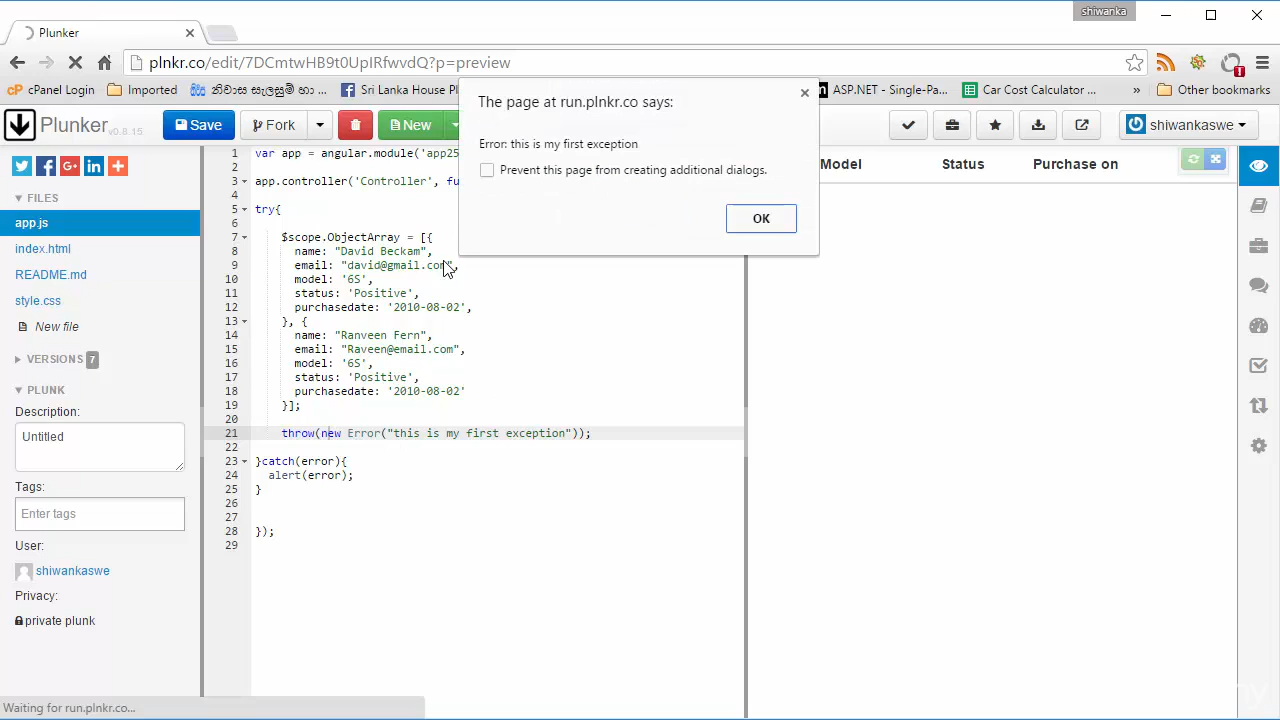 shiwanka
Plunker
plnkr.co/edit/7DCmtwHB9t0UpIRfwvdQ?p=preview
cPanel Login
Imported
නිවාස සැලසුම් හා ...
Sri Lanka House Pl
ASP.NET - Single-Pa...
Car Cost Calculator ...
»
Other bookmarks
The page at run.plnkr.co says:
Error: this is my first exception
Prevent this page from creating additional dialogs.
OK
Plunker v0.8.15
Save
Fork
New
shiwankaswe
FILES
app.js
index.html
README.md
style.css
New file
VERSIONS 7
PLUNK
Description:
Untitled
Tags:
Enter tags
User:
shiwankaswe
Privacy:
private plunk
1 var app = angular.module('app25
2
3 app.controller('Controller', fu
4
5 try{
6
7 $scope.ObjectArray = [{
8 name: "David Beckam",
9 email: "david@gmail.com",
10 model: '6S',
11 status: 'Positive',
12 purchasedate: '2010-08-02',
13 }, {
14 name: "Ranveen Fern",
15 email: "Raveen@email.com",
16 model: '6S',
17 status: 'Positive',
18 purchasedate: '2010-08-02'
19 }];
20
21 throw(new Error("this is my first exception"));
22
23 }catch(error){
24 alert(error);
25 }
26
27
28 });
29
Model
Status
Purchase on
Waiting for run.plnkr.co...